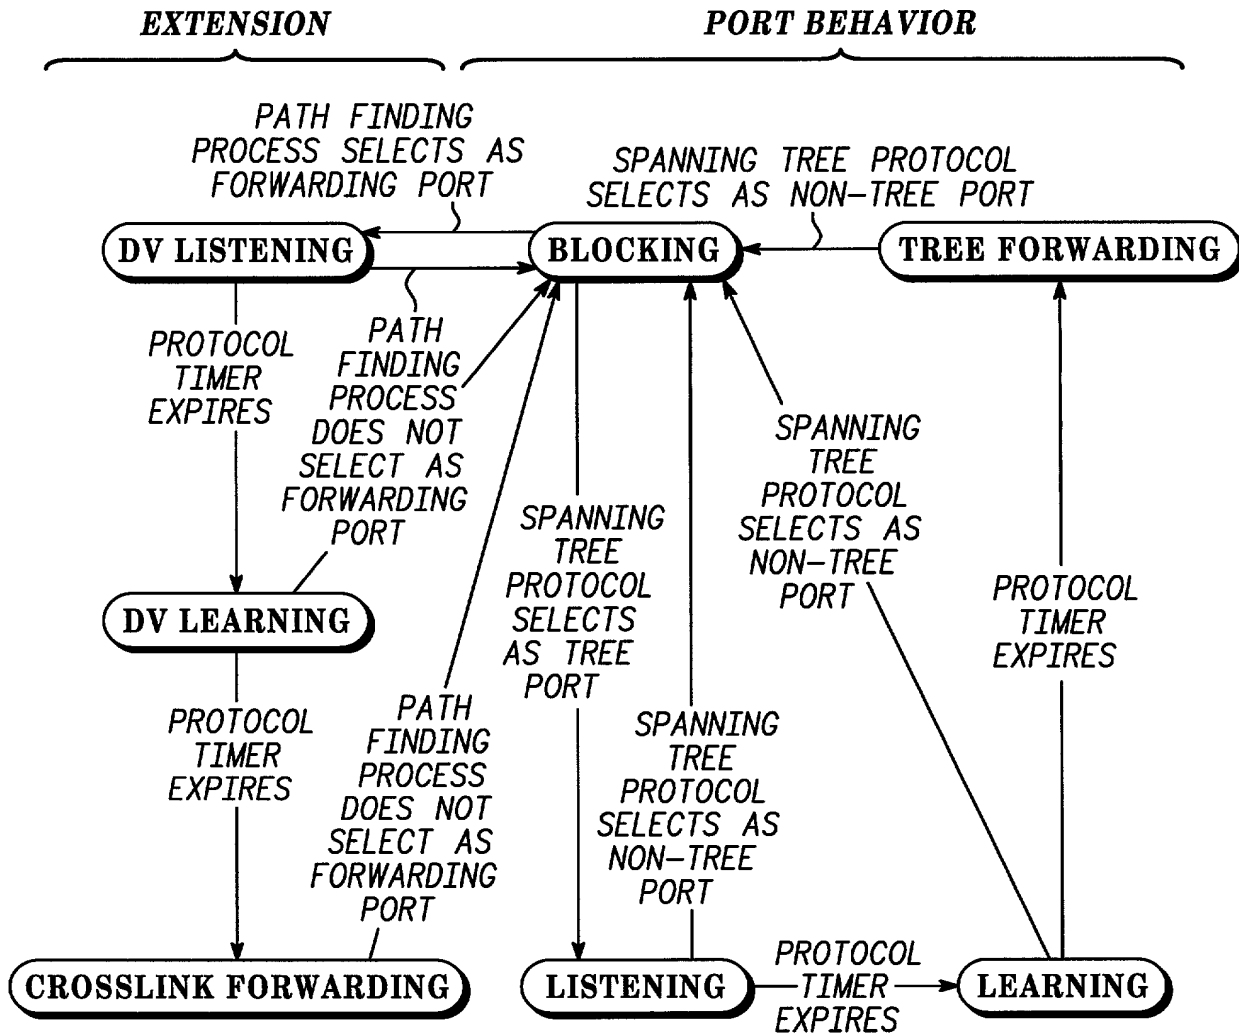 EXTENSION
PORT BEHAVIOR
PATH FINDING
PROCESS SELECTS AS
FORWARDING PORT
SPANNING TREE PROTOCOL
SELECTS AS NON-TREE PORT
DV LISTENING
BLOCKING
TREE FORWARDING
PROTOCOL
TIMER
EXPIRES
PATH
FINDING
PROCESS
DOES NOT
SELECT AS
FORWARDING
PORT
SPANNING
TREE
PROTOCOL
SELECTS
AS TREE
PORT
SPANNING
TREE
PROTOCOL
SELECTS AS
NON-TREE
PORT
PROTOCOL
TIMER
EXPIRES
DV LEARNING
PROTOCOL
TIMER
EXPIRES
PATH
FINDING
PROCESS
DOES NOT
SELECT AS
FORWARDING
PORT
SPANNING
TREE
PROTOCOL
SELECTS AS
NON-TREE
PORT
CROSSLINK FORWARDING
LISTENING
PROTOCOL
TIMER
EXPIRES
LEARNING